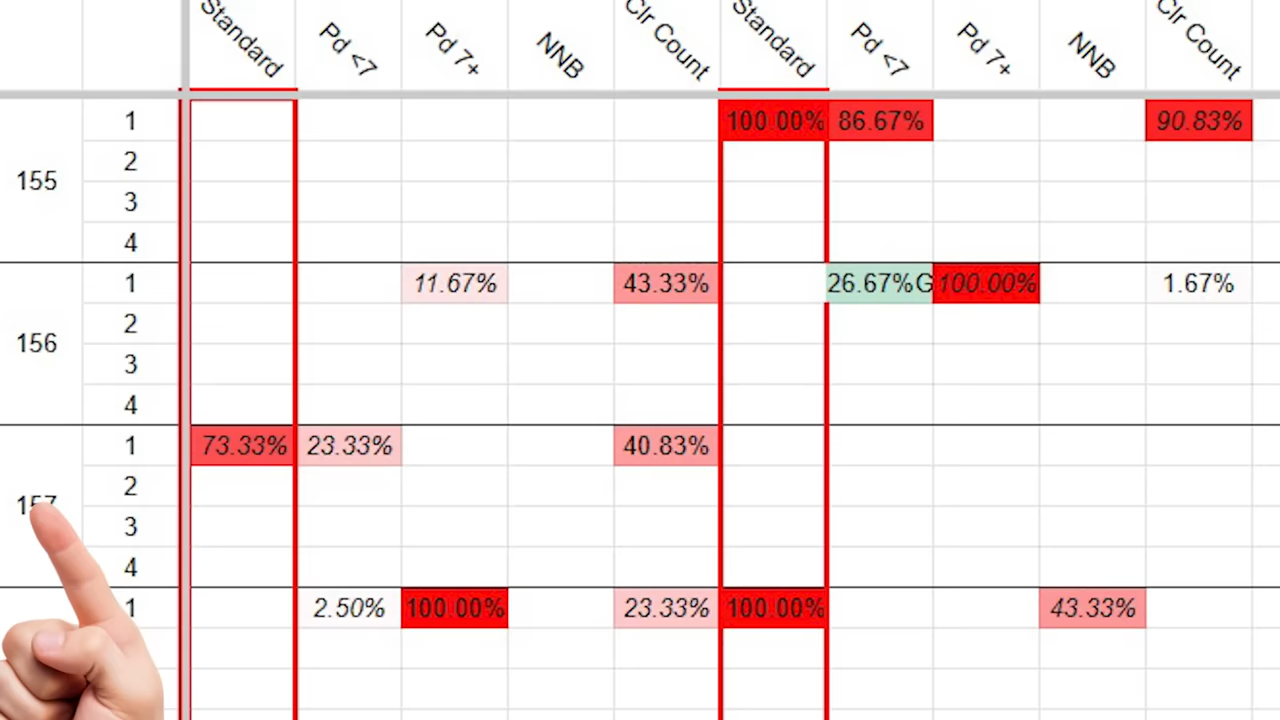 Standard Pd <7 Pd 7+ NNB Clr Count Standard Pd <7 Pd 7+ NNB Clr Count
155
1 100.00% 86.67% 90.83%
2
3
4
156
1 11.67% 43.33% 26.67%G 100.00% 1.67%
2
3
4
157
1 73.33% 23.33% 40.83%
2
3
4
1 2.50% 100.00% 23.33% 100.00% 43.33%